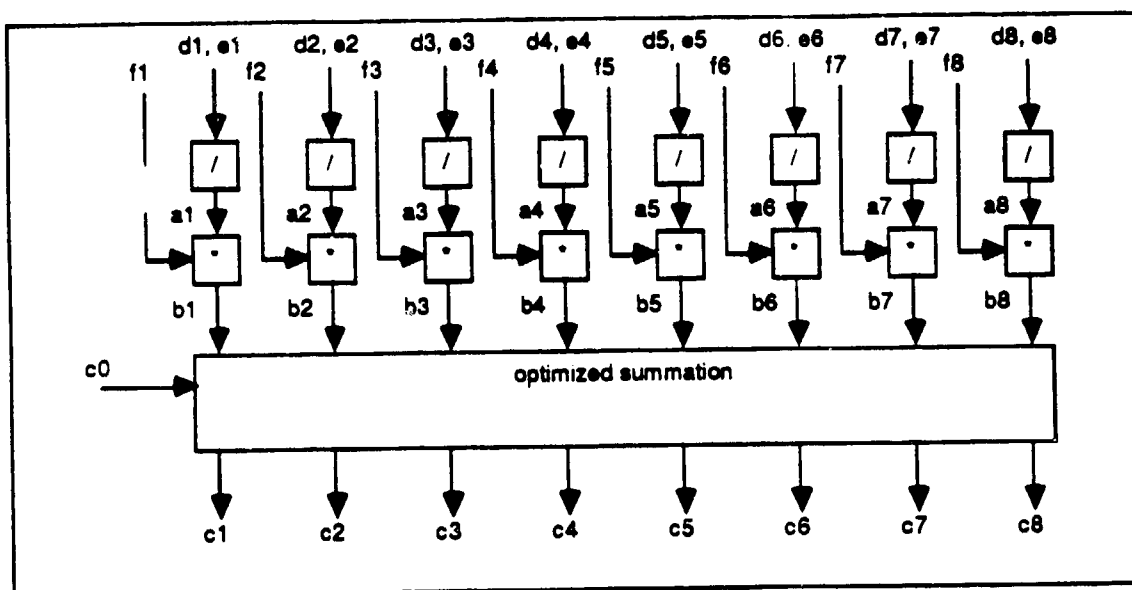 d1, e1 d2, e2 d3, e3 d4, e4 d5, e5 d6, e6 d7, e7 d8, e8
f1 f2 f3 f4 f5 f6 f7 f8
/ / / / / / / /
a1 a2 a3 a4 a5 a6 a7 a8
* * * * * * * *
b1 b2 b3 b4 b5 b6 b7 b8
c0 optimized summation
c1 c2 c3 c4 c5 c6 c7 c8